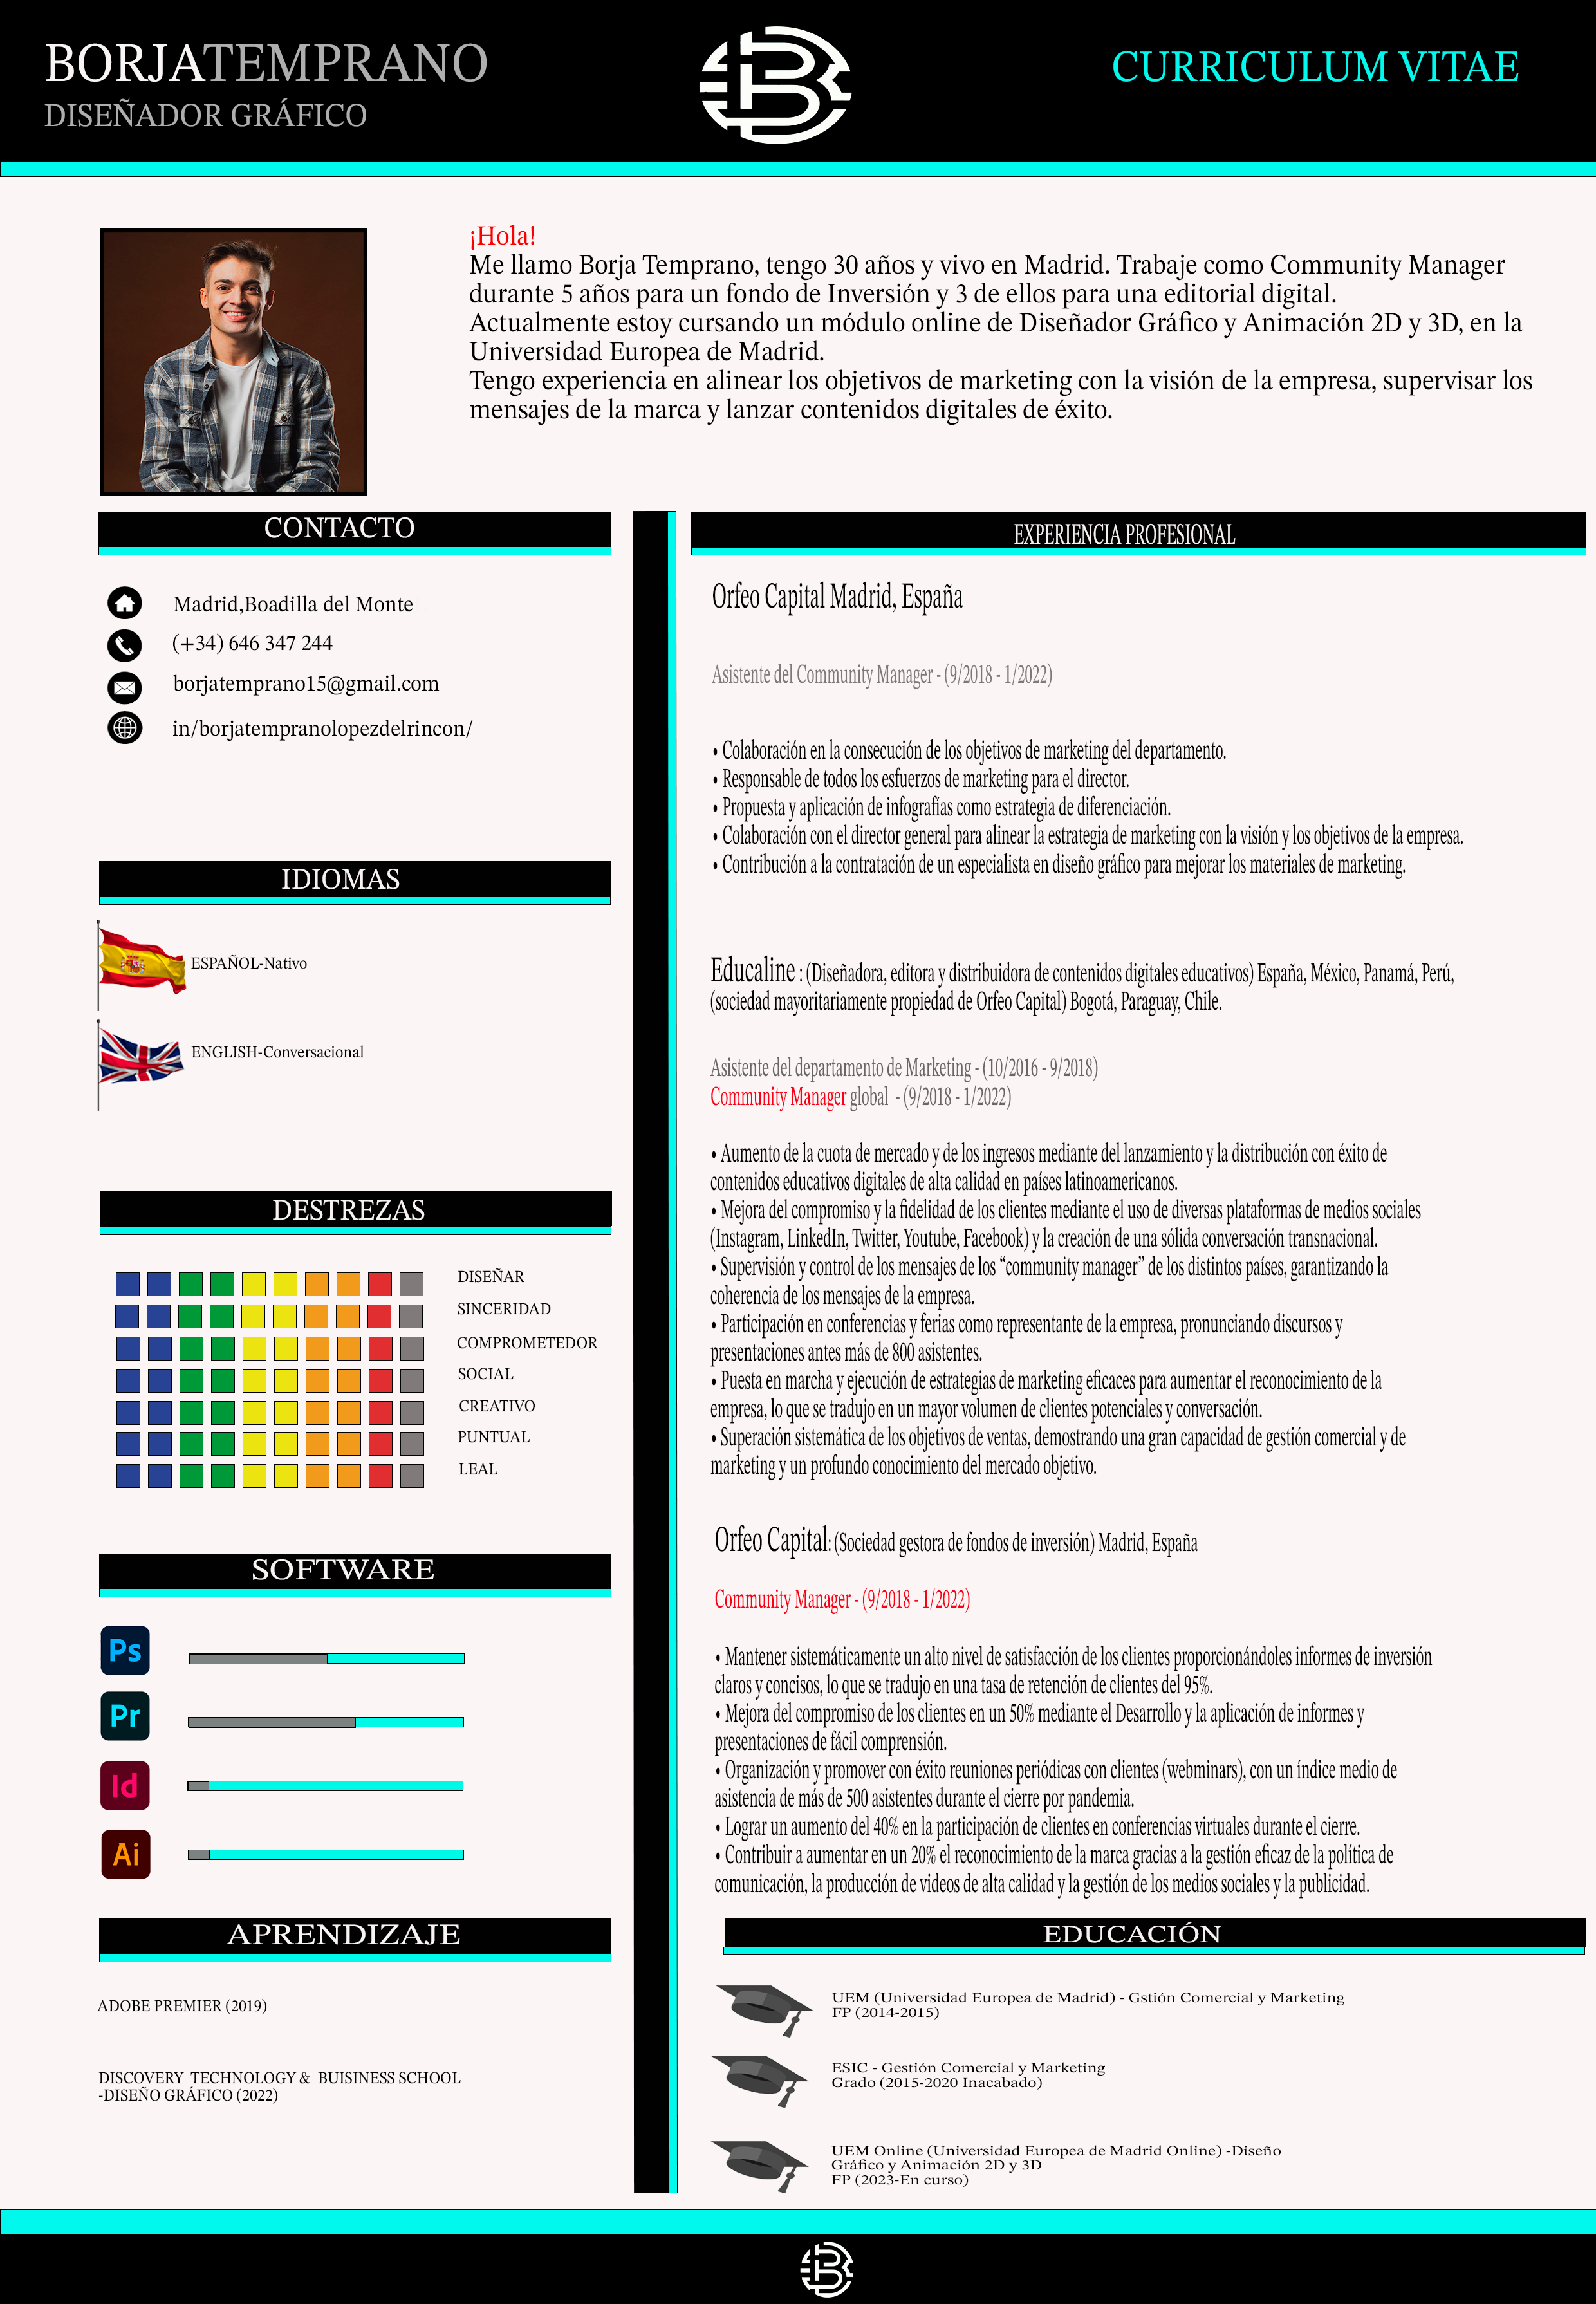 BORJATEMPRANO
DISEÑADOR GRÁFICO
B
CURRICULUM VITAE
¡Hola!
Me llamo Borja Temprano, tengo 30 años y vivo en Madrid. Trabaje como Community Manager
durante 5 años para un fondo de Inversión y 3 de ellos para una editorial digital.
Actualmente estoy cursando un módulo online de Diseñador Gráfico y Animación 2D y 3D, en la
Universidad Europea de Madrid.
Tengo experiencia en alinear los objetivos de marketing con la visión de la empresa, supervisar los
mensajes de la marca y lanzar contenidos digitales de éxito.
CONTACTO
Madrid,Boadilla del Monte
(+34) 646 347 244
borjatemprano15@gmail.com
in/borjatempranolopezdelrincon/
IDIOMAS
ESPAÑOL-Nativo
ENGLISH-Conversacional
DESTREZAS
DISEÑAR
SINCERIDAD
COMPROMETEDOR
SOCIAL
CREATIVO
PUNTUAL
LEAL
SOFTWARE
Ps
Pr
Id
Ai
APRENDIZAJE
ADOBE PREMIER (2019)
DISCOVERY TECHNOLOGY & BUISINESS SCHOOL
-DISEÑO GRÁFICO (2022)
EXPERIENCIA PROFESIONAL
Orfeo Capital Madrid, España
Asistente del Community Manager - (9/2018 - 1/2022)
• Colaboración en la consecución de los objetivos de marketing del departamento.
• Responsable de todos los esfuerzos de marketing para el director.
• Propuesta y aplicación de infografías como estrategia de diferenciación.
• Colaboración con el director general para alinear la estrategia de marketing con la visión y los objetivos de la empresa.
• Contribución a la contratación de un especialista en diseño gráfico para mejorar los materiales de marketing.
Educaline : (Diseñadora, editora y distribuidora de contenidos digitales educativos) España, México, Panamá, Perú,
(sociedad mayoritariamente propiedad de Orfeo Capital) Bogotá, Paraguay, Chile.
Asistente del departamento de Marketing - (10/2016 - 9/2018)
Community Manager global - (9/2018 - 1/2022)
• Aumento de la cuota de mercado y de los ingresos mediante del lanzamiento y la distribución con éxito de
contenidos educativos digitales de alta calidad en países latinoamericanos.
• Mejora del compromiso y la fidelidad de los clientes mediante el uso de diversas plataformas de medios sociales
(Instagram, LinkedIn, Twitter, Youtube, Facebook) y la creación de una sólida conversación transnacional.
• Supervisión y control de los mensajes de los “community manager” de los distintos países, garantizando la
coherencia de los mensajes de la empresa.
• Participación en conferencias y ferias como representante de la empresa, pronunciando discursos y
presentaciones antes más de 800 asistentes.
• Puesta en marcha y ejecución de estrategias de marketing eficaces para aumentar el reconocimiento de la
empresa, lo que se tradujo en un mayor volumen de clientes potenciales y conversación.
• Superación sistemática de los objetivos de ventas, demostrando una gran capacidad de gestión comercial y de
marketing y un profundo conocimiento del mercado objetivo.
Orfeo Capital: (Sociedad gestora de fondos de inversión) Madrid, España
Community Manager - (9/2018 - 1/2022)
• Mantener sistemáticamente un alto nivel de satisfacción de los clientes proporcionándoles informes de inversión
claros y concisos, lo que se tradujo en una tasa de retención de clientes del 95%.
• Mejora del compromiso de los clientes en un 50% mediante el Desarrollo y la aplicación de informes y
presentaciones de fácil comprensión.
• Organización y promover con éxito reuniones periódicas con clientes (webminars), con un índice medio de
asistencia de más de 500 asistentes durante el cierre por pandemia.
• Lograr un aumento del 40% en la participación de clientes en conferencias virtuales durante el cierre.
• Contribuir a aumentar en un 20% el reconocimiento de la marca gracias a la gestión eficaz de la política de
comunicación, la producción de videos de alta calidad y la gestión de los medios sociales y la publicidad.
EDUCACIÓN
UEM (Universidad Europea de Madrid) - Gstión Comercial y Marketing
FP (2014-2015)
ESIC - Gestión Comercial y Marketing
Grado (2015-2020 Inacabado)
UEM Online (Universidad Europea de Madrid Online) -Diseño
Gráfico y Animación 2D y 3D
FP (2023-En curso)
B